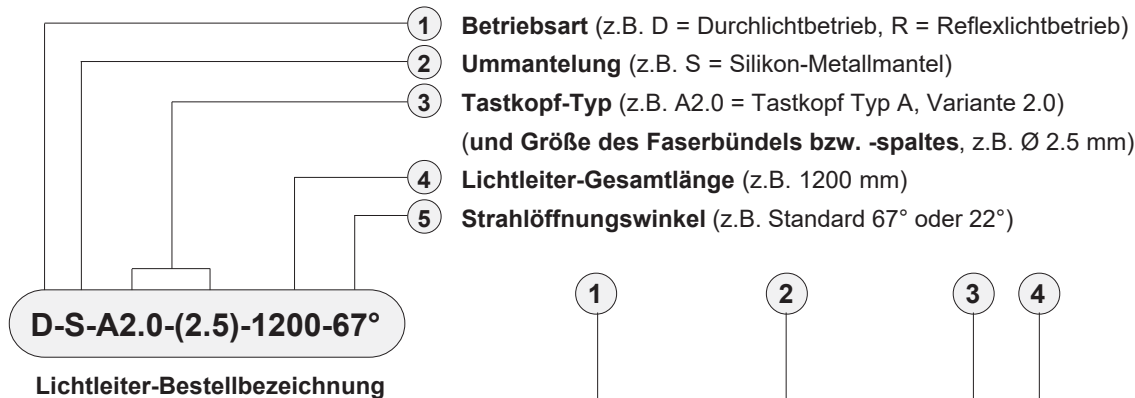 1 Betriebsart (z.B. D = Durchlichtbetrieb, R = Reflexlichtbetrieb)
2 Ummantelung (z.B. S = Silikon-Metallmantel)
3 Tastkopf-Typ (z.B. A2.0 = Tastkopf Typ A, Variante 2.0)
(und Größe des Faserbündels bzw. -spaltes, z.B. Ø 2.5 mm)
4 Lichtleiter-Gesamtlänge (z.B. 1200 mm)
5 Strahlöffnungswinkel (z.B. Standard 67° oder 22°)
1 2 3 4
D-S-A2.0-(2.5)-1200-67°
Lichtleiter-Bestellbezeichnung